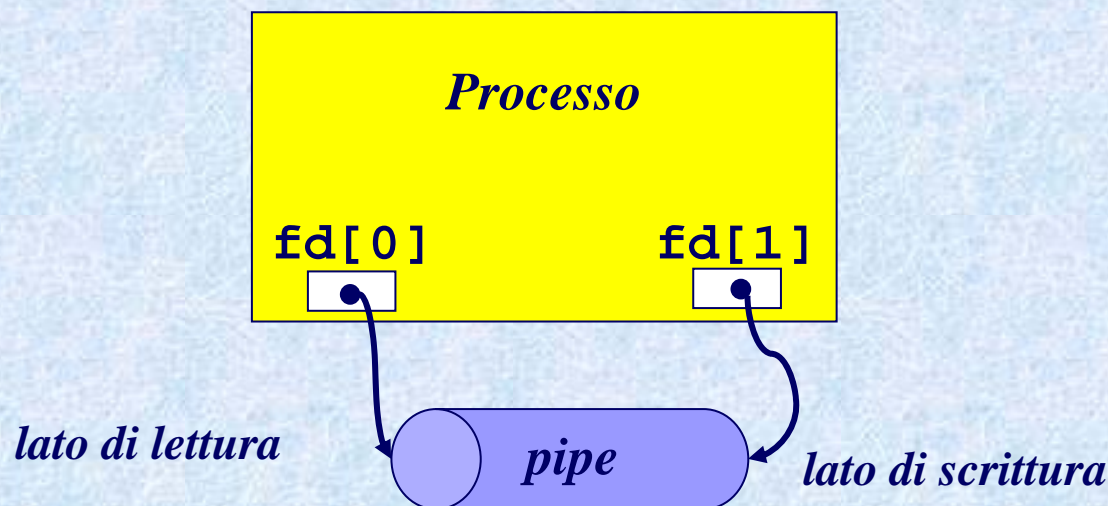 Processo
fd[0]
fd[1]
lato di lettura
pipe
lato di scrittura